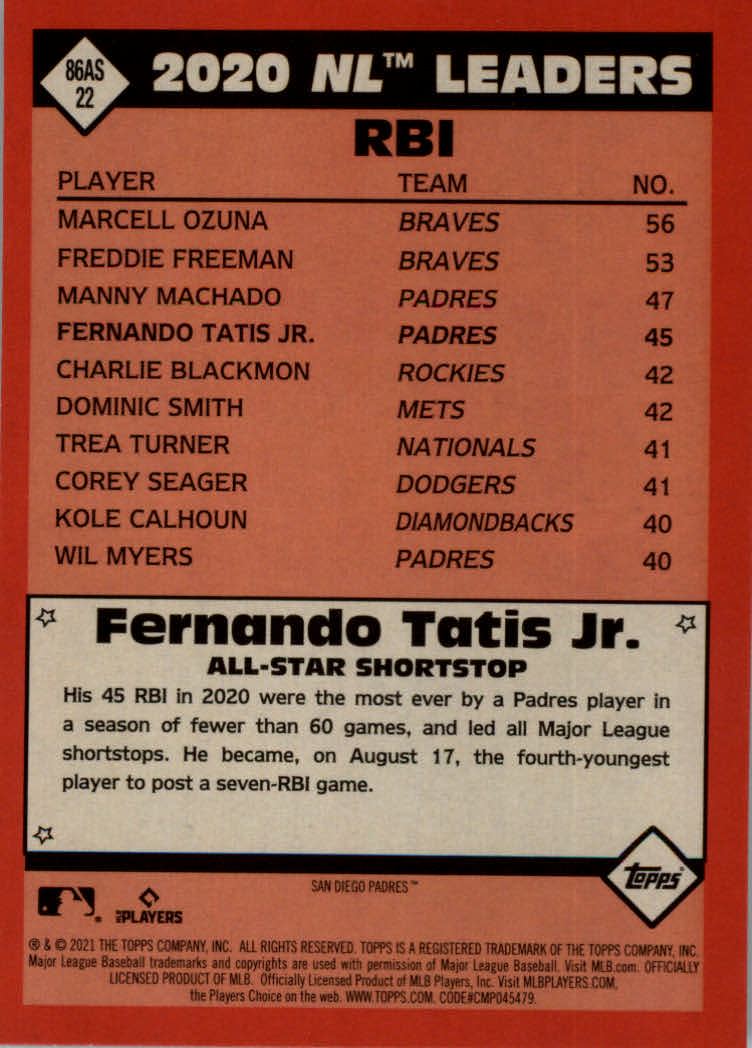 86AS
22
2020 NL™ LEADERS
RBI
PLAYER TEAM NO.
MARCELL OZUNA BRAVES 56
FREDDIE FREEMAN BRAVES 53
MANNY MACHADO PADRES 47
FERNANDO TATIS JR. PADRES 45
CHARLIE BLACKMON ROCKIES 42
DOMINIC SMITH METS 42
TREA TURNER NATIONALS 41
COREY SEAGER DODGERS 41
KOLE CALHOUN DIAMONDBACKS 40
WIL MYERS PADRES 40
Fernando Tatis Jr.
ALL-STAR SHORTSTOP
His 45 RBI in 2020 were the most ever by a Padres player in
a season of fewer than 60 games, and led all Major League
shortstops. He became, on August 17, the fourth-youngest
player to post a seven-RBI game.
TOPPS®
SAN DIEGO PADRES™
MLB PLAYERS
® & © 2021 THE TOPPS COMPANY, INC. ALL RIGHTS RESERVED. TOPPS IS A REGISTERED TRADEMARK OF THE TOPPS COMPANY, INC.
Major League Baseball trademarks and copyrights are used with permission of Major League Baseball. Visit MLB.com. OFFICIALLY
LICENSED PRODUCT OF MLB. Officially Licensed Product of MLB Players, Inc. Visit MLBPLAYERS.COM,
the Players Choice on the web. WWW.TOPPS.COM. CODE#CMP045479.